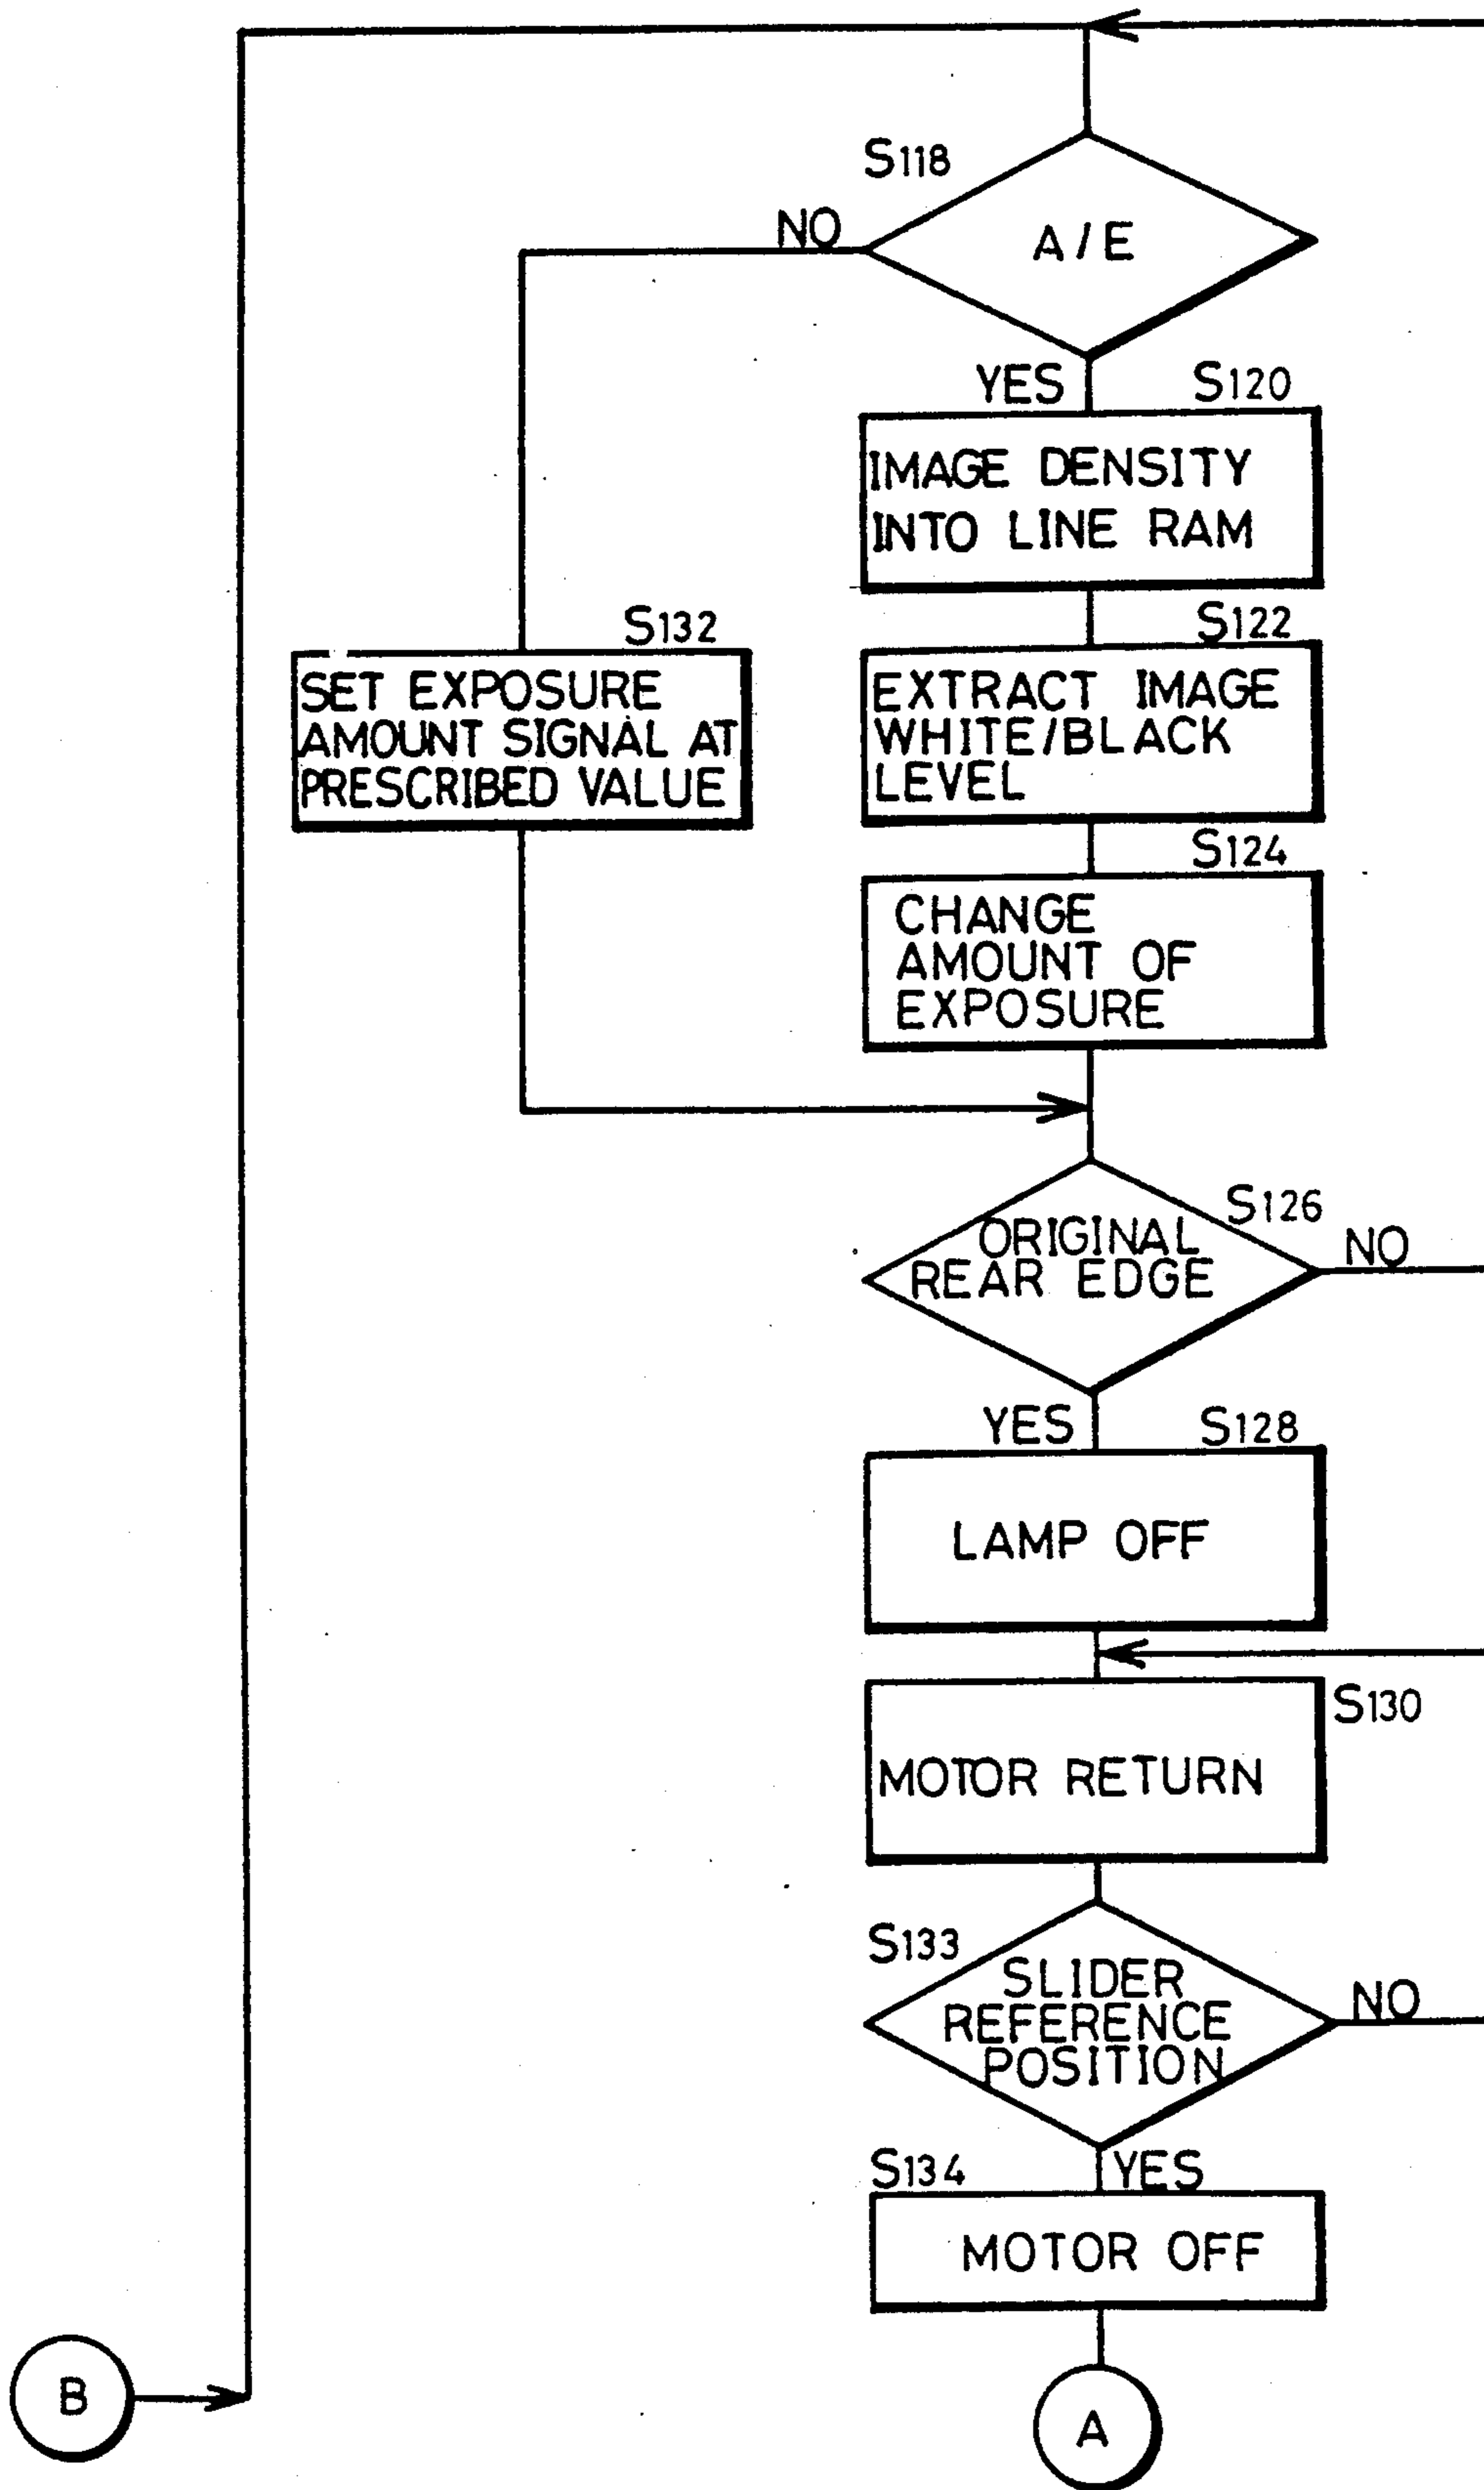 S118
NO
A/E
YES
S120
IMAGE DENSITY
INTO LINE RAM
S132
SET EXPOSURE
AMOUNT SIGNAL AT
PRESCRIBED VALUE
S122
EXTRACT IMAGE
WHITE/BLACK
LEVEL
S124
CHANGE
AMOUNT OF
EXPOSURE
S126
ORIGINAL
REAR EDGE
NO
YES
S128
LAMP OFF
S130
MOTOR RETURN
S133
SLIDER
REFERENCE
POSITION
NO
S134
YES
MOTOR OFF
B
A